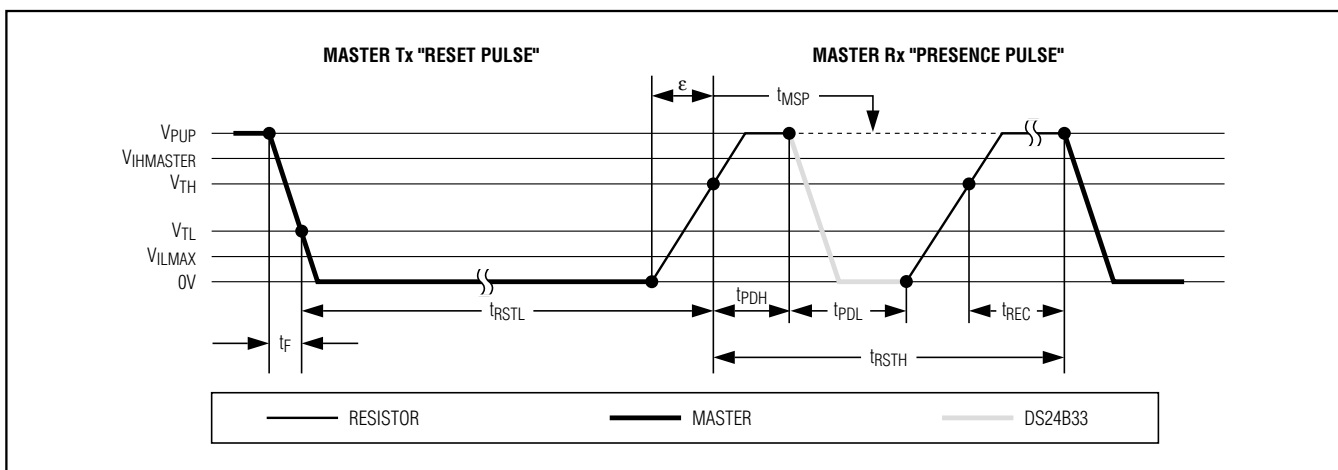 MASTER Tx "RESET PULSE" MASTER Rx "PRESENCE PULSE"
ε tMSP
VPUP
VIHMASTER
VTH
VTL
VILMAX
0V
tRSTL tPDH tPDL tREC
tF tRSTH
RESISTOR MASTER DS24B33